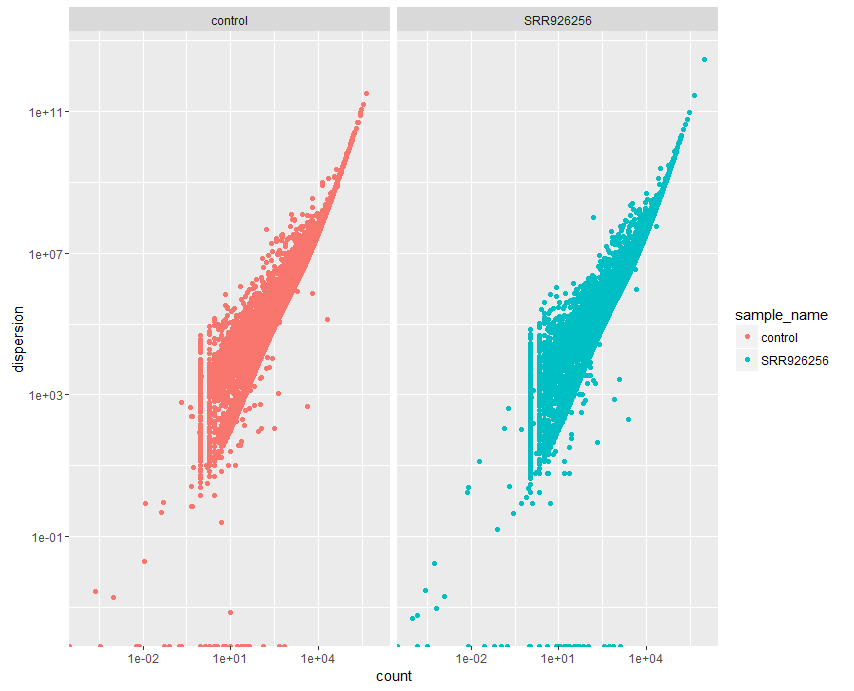 control
SRR926256
1e+11
1e+07
1e+03
1e-01
dispersion
1e-02
1e+01
1e+04
1e-02
1e+01
1e+04
count
sample_name
control
SRR926256